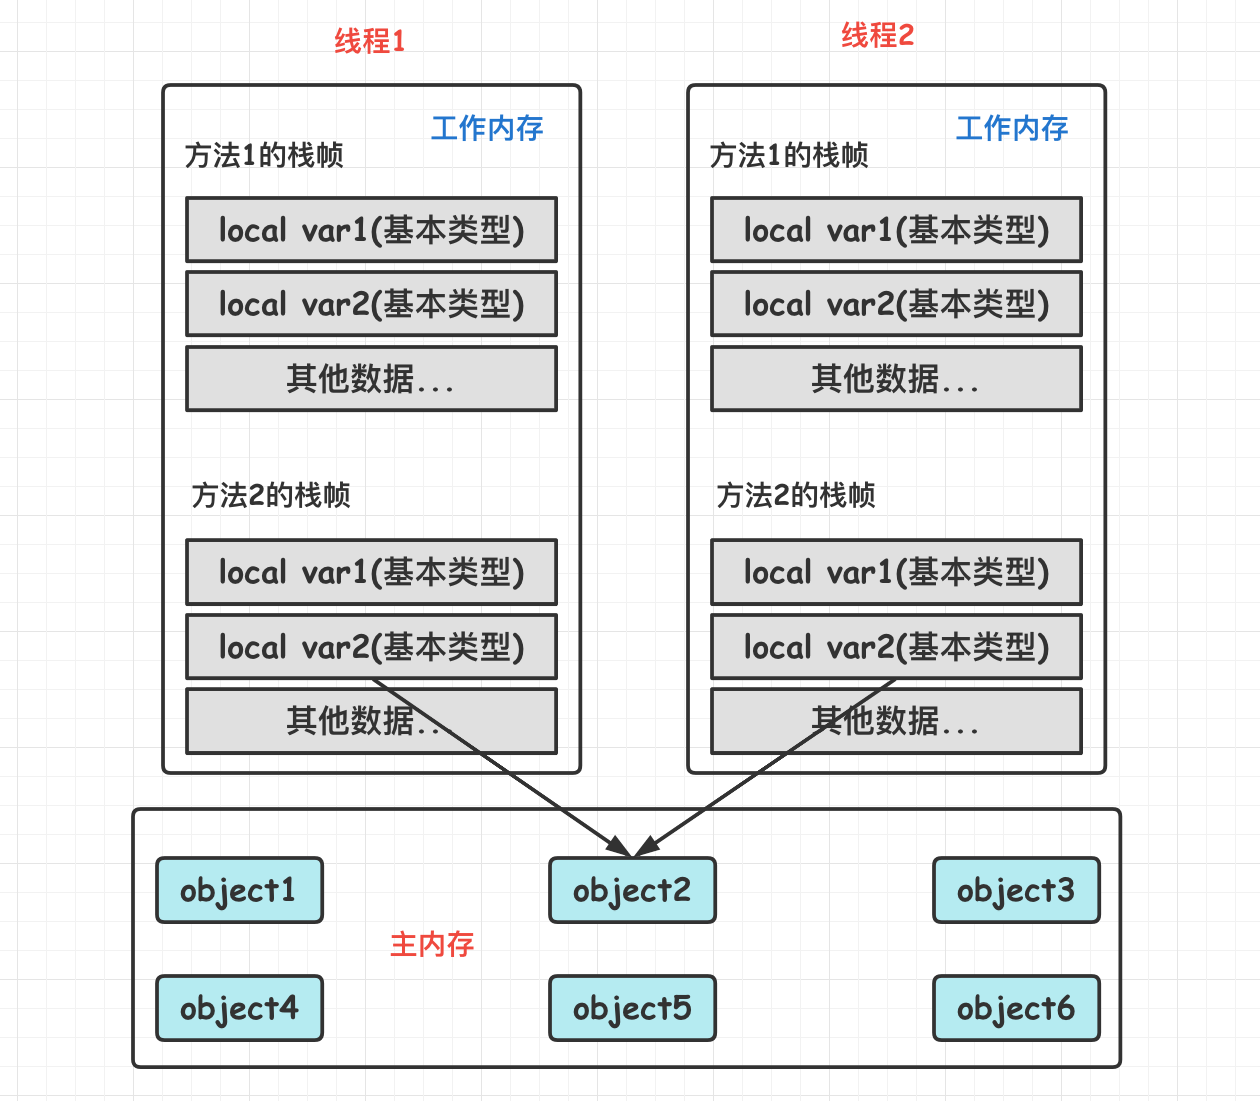 线程1
线程2
工作内存
方法1的栈帧
local var1(基本类型)
local var2(基本类型)
其他数据...
方法2的栈帧
local var1(基本类型)
local var2(基本类型)
其他数据...
工作内存
方法1的栈帧
local var1(基本类型)
local var2(基本类型)
其他数据...
方法2的栈帧
local var1(基本类型)
local var2(基本类型)
其他数据...
object1
object2
object3
主内存
object4
object5
object6